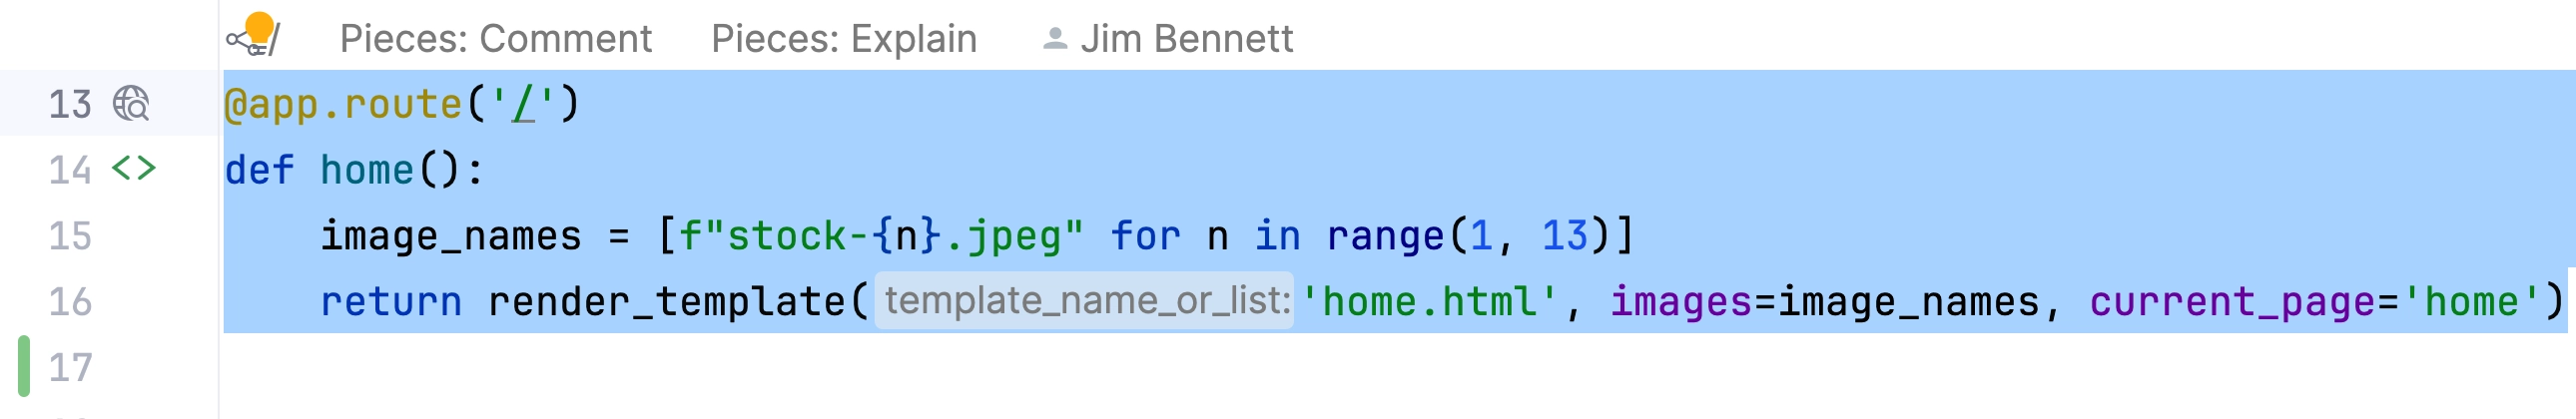 / Pieces: Comment Pieces: Explain Jim Bennett
13 @app.route('/')
14 <> def home():
15     image_names = [f"stock-{n}.jpeg" for n in range(1, 13)]
16     return render_template( template_name_or_list: 'home.html', images=image_names, current_page='home')
17